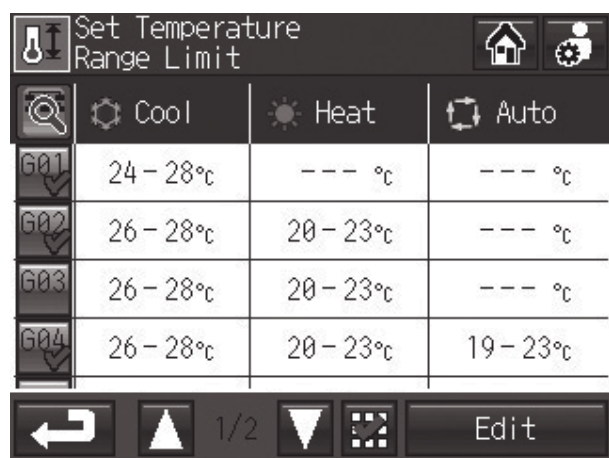 Set Temperature
Range Limit
Cool Heat Auto
G01 24-28℃ --- ℃ --- ℃
G02 26-28℃ 20-23℃ --- ℃
G03 26-28℃ 20-23℃ --- ℃
G04 26-28℃ 20-23℃ 19-23℃
1/2 Edit